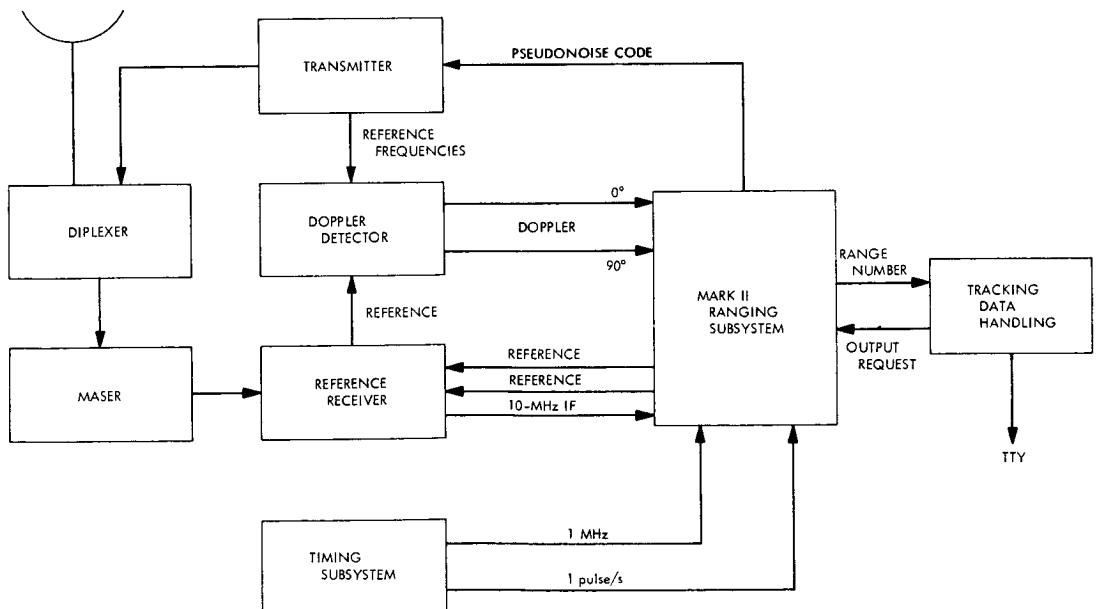 PSEUDONOISE CODE
TRANSMITTER
REFERENCE
FREQUENCIES
DIPLEXER
DOPPLER
DETECTOR
0°
DOPPLER
90°
MARK II
RANGING
SUBSYSTEM
RANGE
NUMBER
TRACKING
DATA
HANDLING
OUTPUT
REQUEST
REFERENCE
MASER
REFERENCE
RECEIVER
REFERENCE
REFERENCE
10-MHz IF
TTY
TIMING
SUBSYSTEM
1 MHz
1 pulse/s